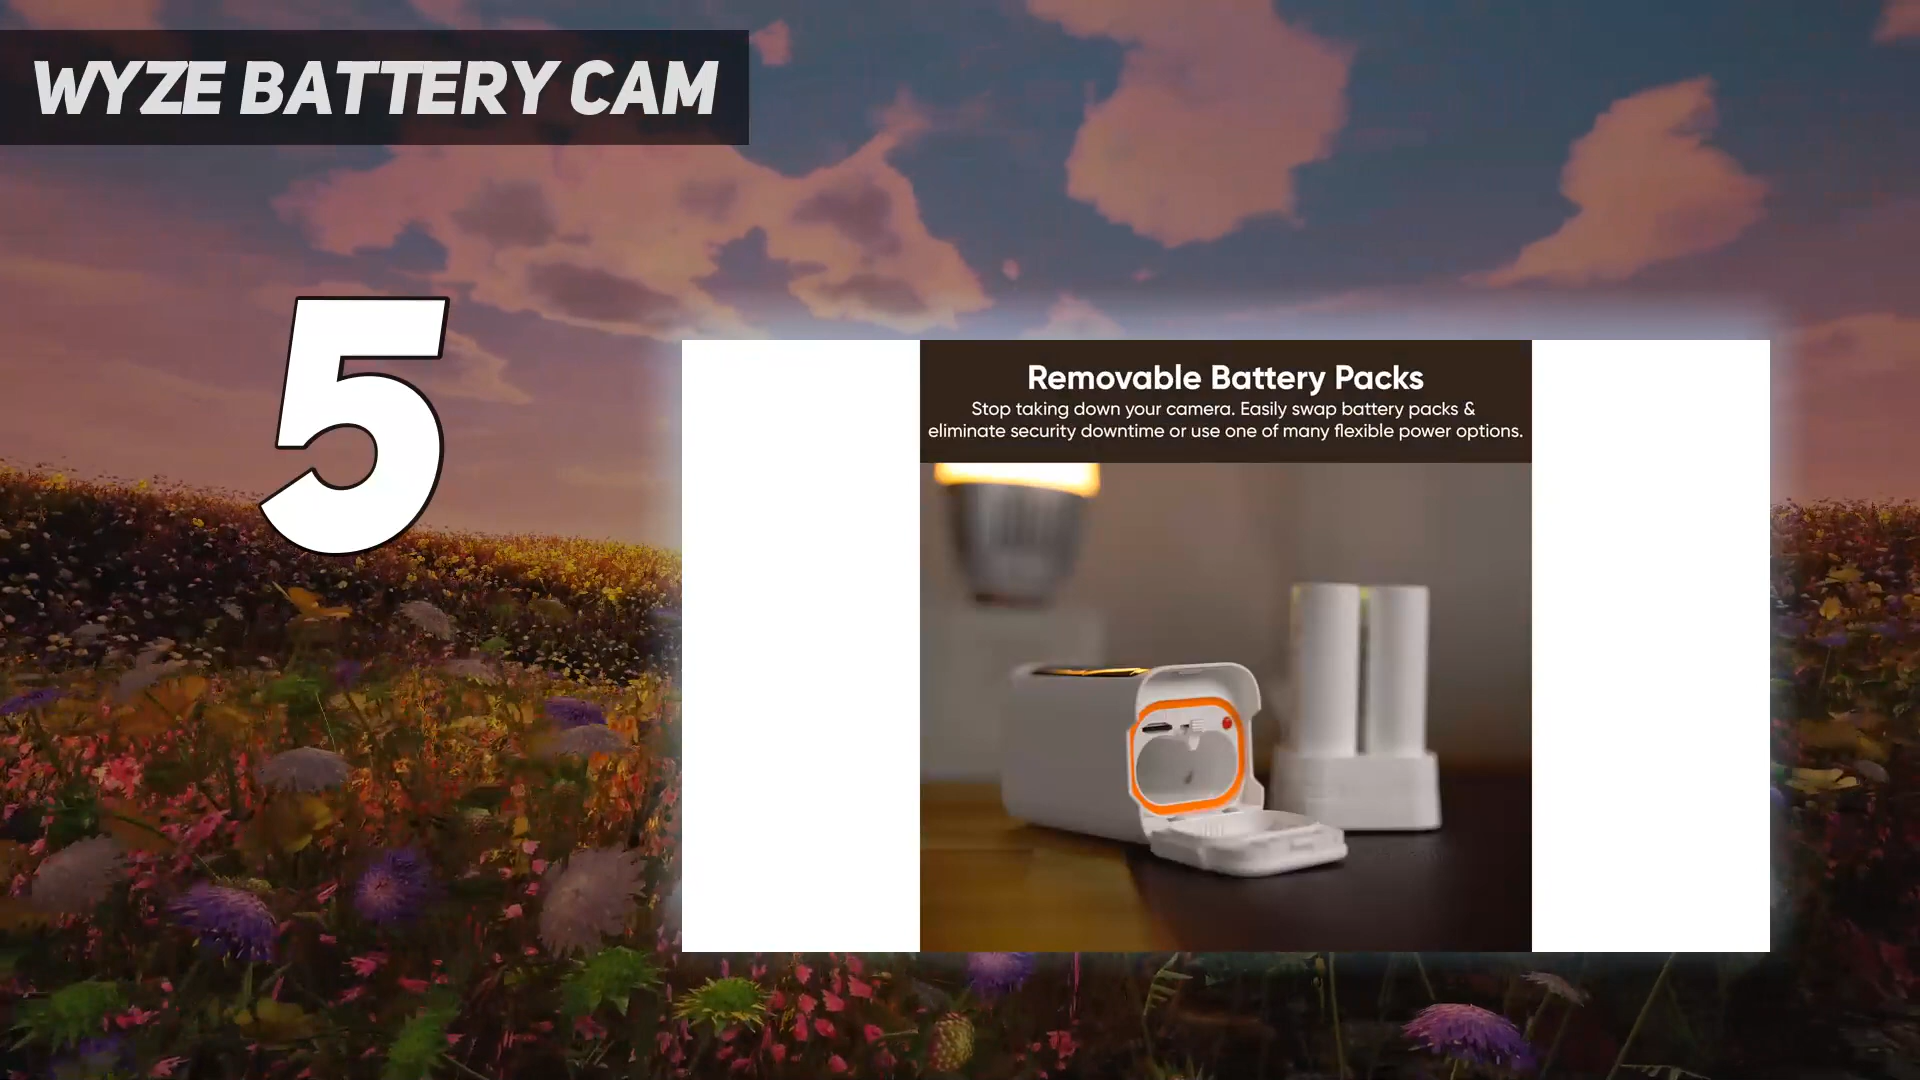 WYZE BATTERY CAM
5
Removable Battery Packs
Stop taking down your camera. Easily swap battery packs &
eliminate security downtime or use one of many flexible power options.